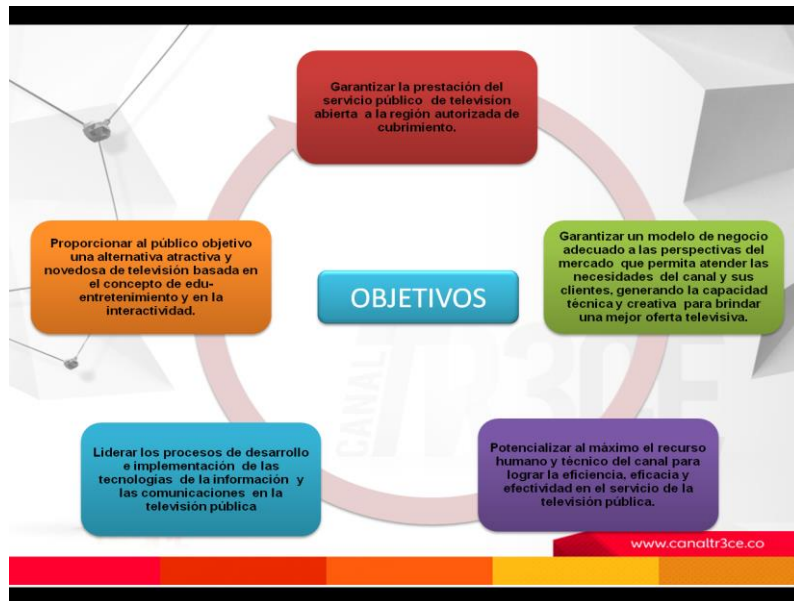 Garantizar la prestación del
servicio público de television
abierta a la región autorizada de
cubrimiento.
Proporcionar al público objetivo
una alternativa atractiva y
novedosa de televisión basada en
el concepto de edu-
entretenimiento y en la
interactividad.
Garantizar un modelo de negocio
adecuado a las perspectivas del
mercado que permita atender las
necesidades del canal y sus
clientes, generando la capacidad
técnica y creativa para brindar
una mejor oferta televisiva.
OBJETIVOS
CANAL
TR3CE
Liderar los procesos de desarrollo
e implementación de las
tecnologías de la información y
las comunicaciones en la
televisión pública
Potencializar al máximo el recurso
humano y técnico del canal para
lograr la eficiencia, eficacia y
efectividad en el servicio de la
televisión pública.
www.canaltr3ce.co